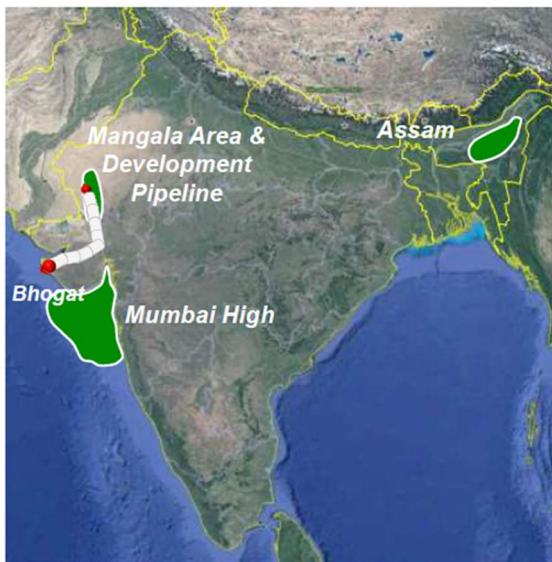 Assam
Mangala Area &
Development
Pipeline
Bhogat
Mumbai High